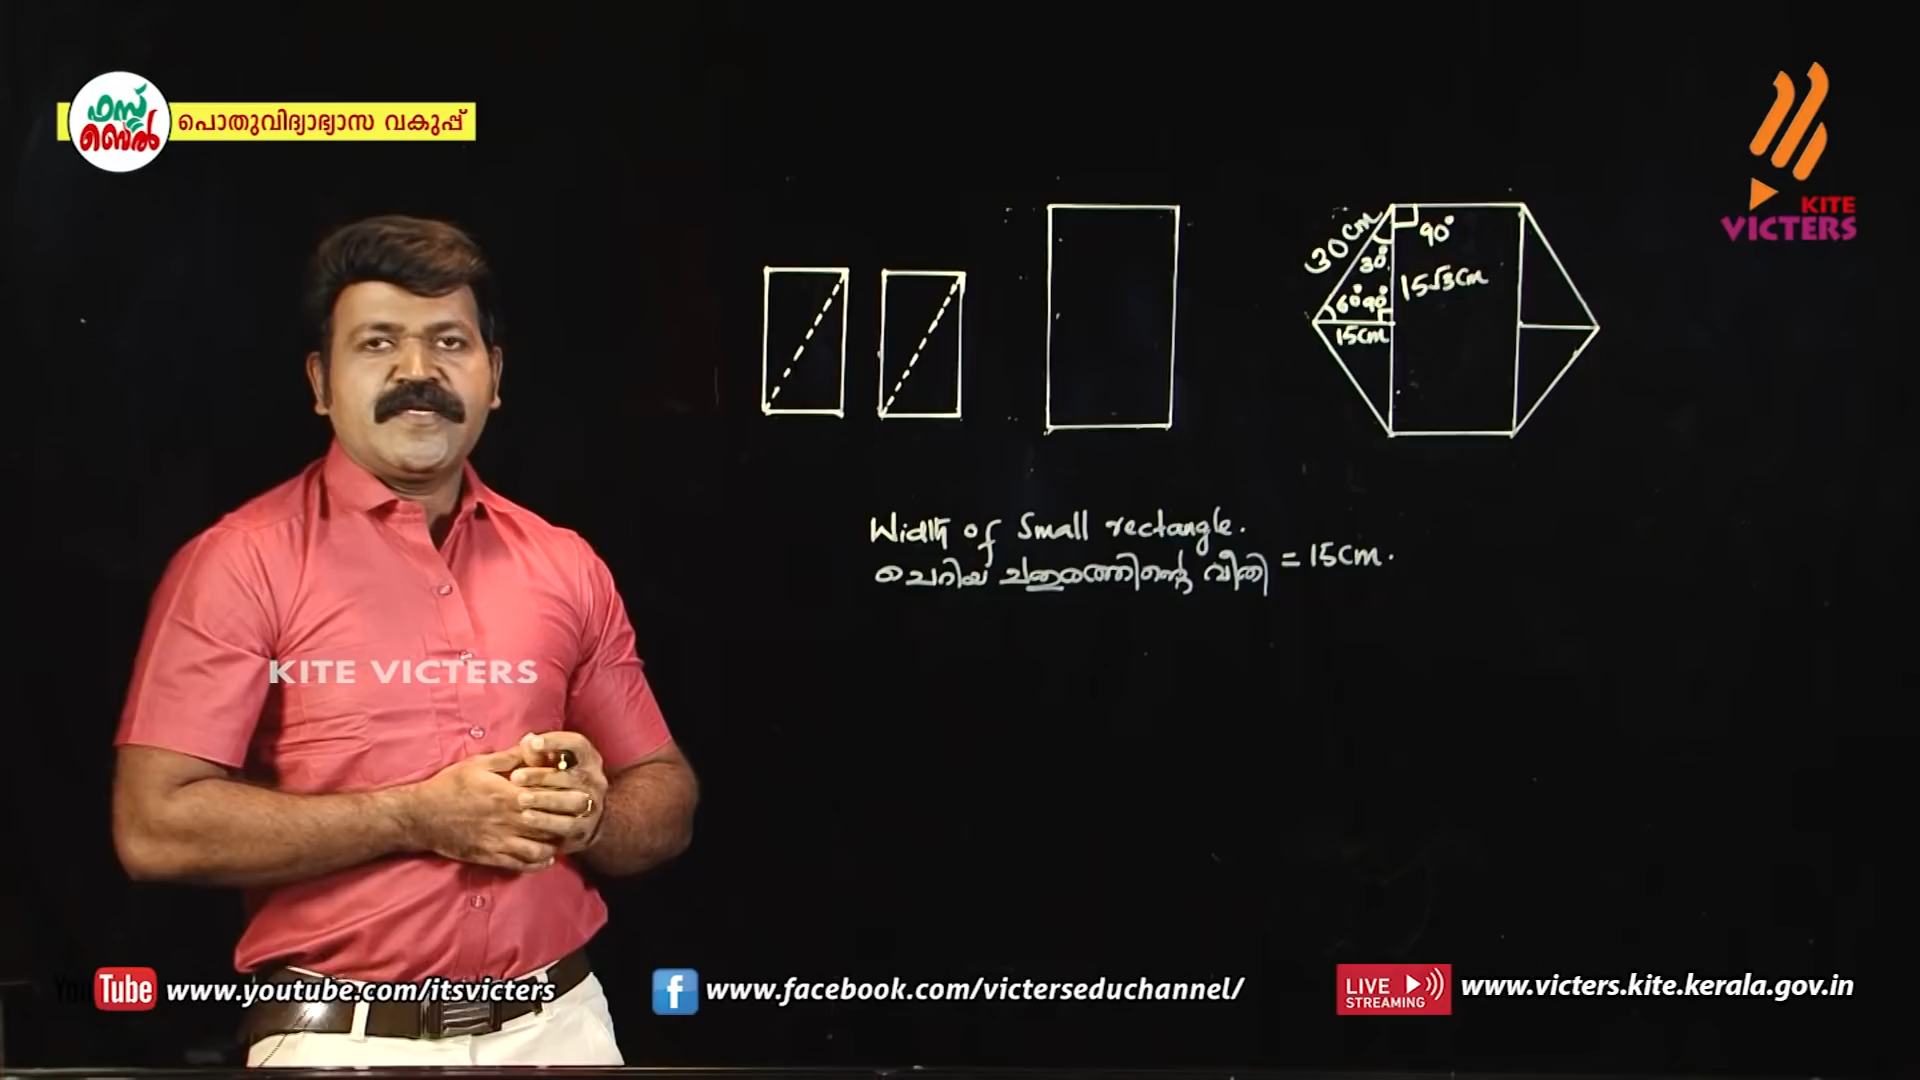 ഫസ്റ്റ്
ബെൽ
പൊതുവിദ്യാഭ്യാസ വകുപ്പ്
KITE
VICTERS
30cm
30°
90°
60° 90°
15√3cm
15cm
Width of Small rectangle.
ചെറിയ ചതുരത്തിന്റെ വീതി = 15cm.
KITE VICTERS
YouTube www.youtube.com/itsvicters
f www.facebook.com/victerseduchannel/
LIVE
STREAMING
www.victers.kite.kerala.gov.in